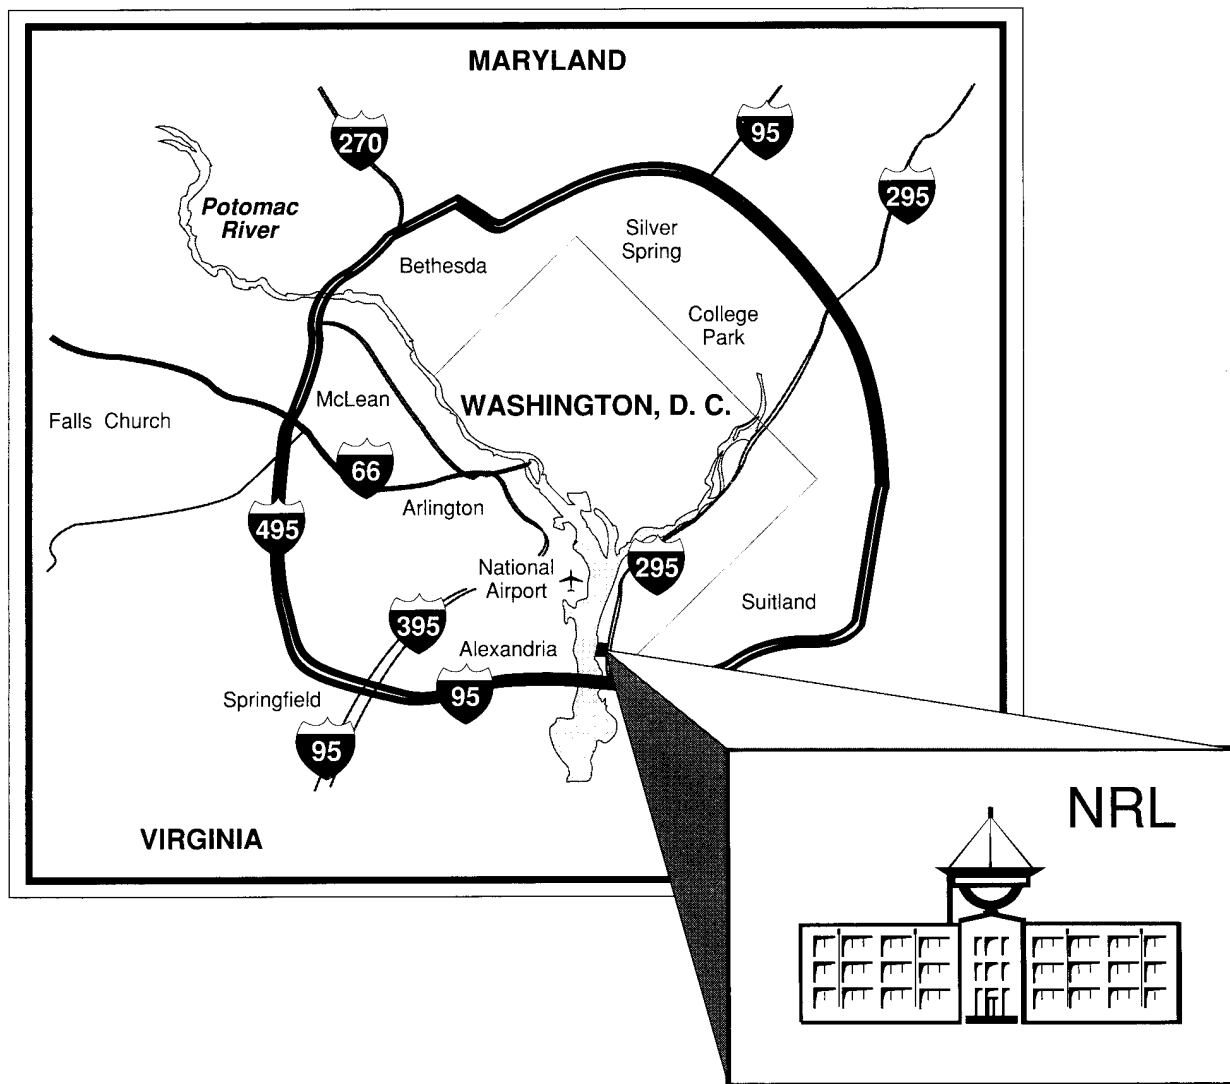 MARYLAND
270
95
295
Potomac
River
Silver
Spring
Bethesda
College
Park
McLean
WASHINGTON, D. C.
Falls Church
66
Arlington
495
National
Airport
295
Suitland
395
Alexandria
Springfield
95
95
VIRGINIA
NRL